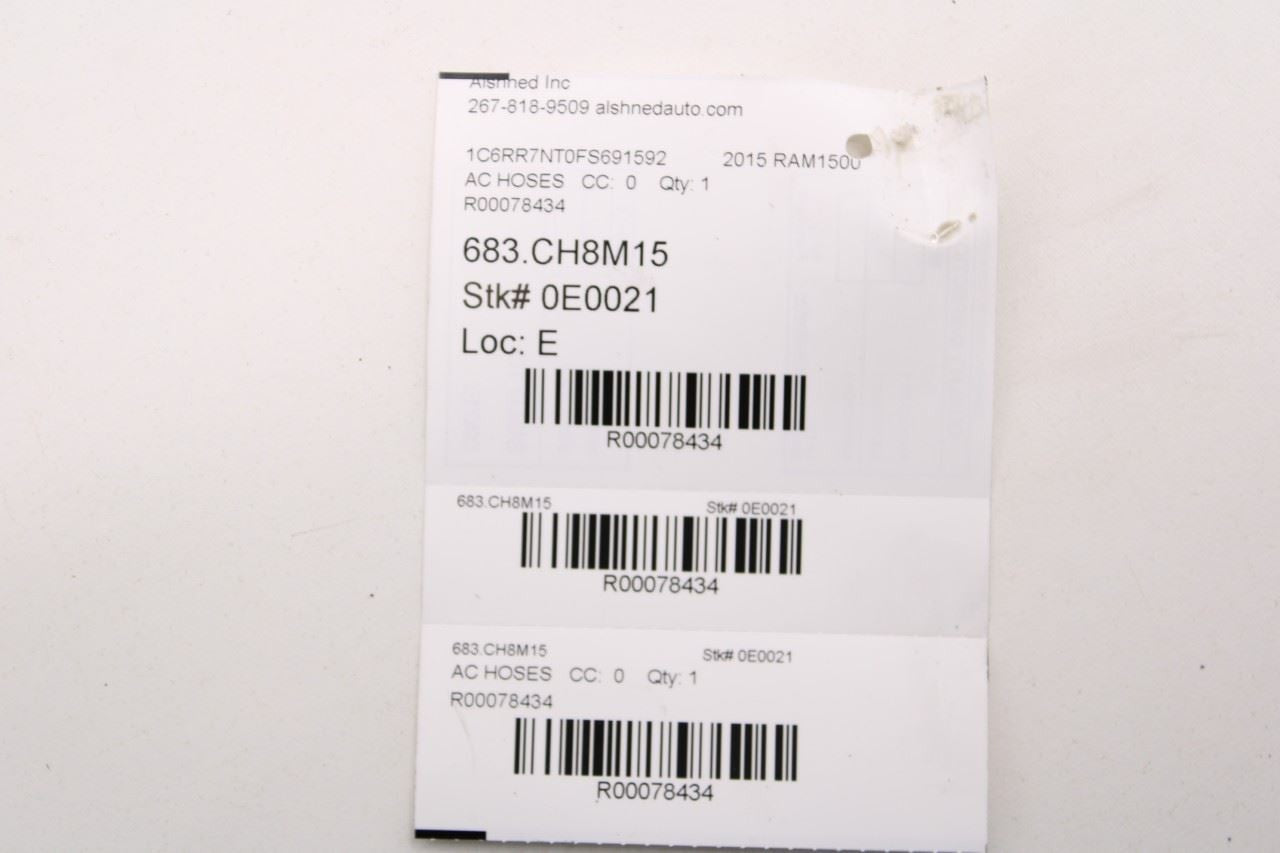 Alshned Inc
267-818-9509 alshnedauto.com
1C6RR7NT0FS691592 2015 RAM1500
AC HOSES CC: 0 Qty: 1
R00078434
683.CH8M15
Stk# 0E0021
Loc: E
R00078434
683.CH8M15 Stk# 0E0021
R00078434
683.CH8M15 Stk# 0E0021
AC HOSES CC: 0 Qty: 1
R00078434
R00078434